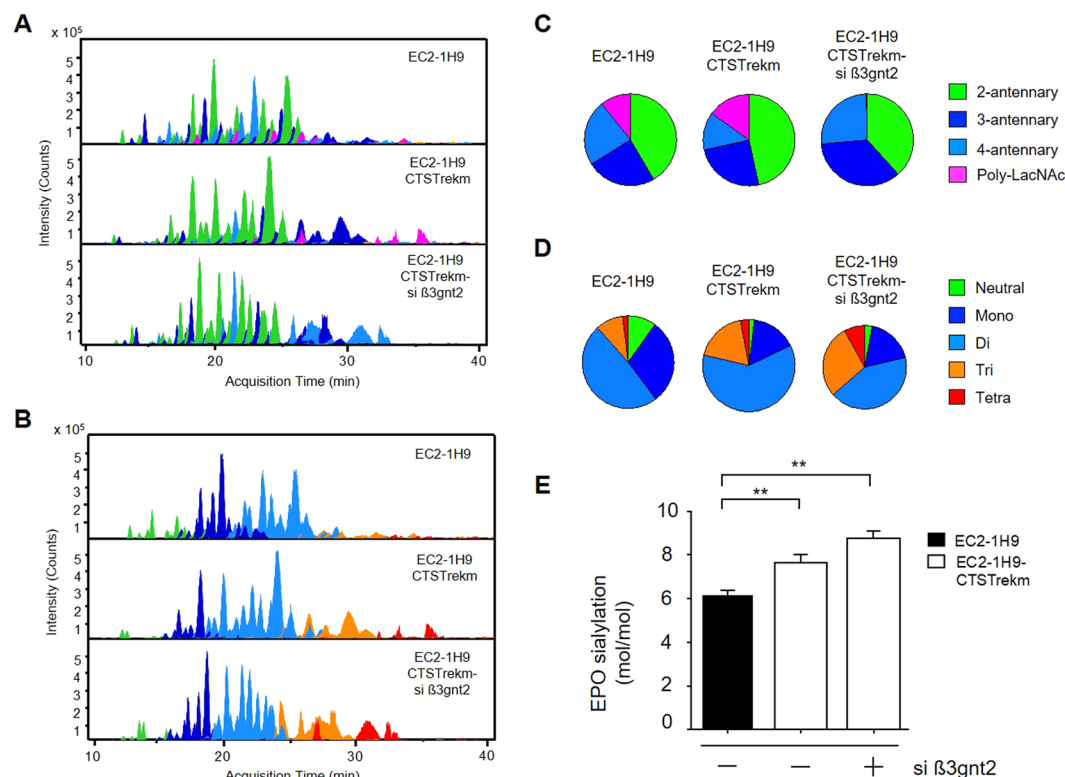 A
x 10⁵
EC2-1H9
5
4
3
2
1
EC2-1H9
CTSTrekm
5
4
3
2
1
EC2-1H9
CTSTrekm-
si ß3gnt2
5
4
3
2
1
Intensity (Counts)
10 20 30 40
Acquisition Time (min)
B
x 10⁵
EC2-1H9
5
4
3
2
1
EC2-1H9
CTSTrekm
5
4
3
2
1
EC2-1H9
CTSTrekm-
si ß3gnt2
5
4
3
2
1
Intensity (Counts)
10 20 30 40
Acquisition Time (min)
C
EC2-1H9
EC2-1H9
CTSTrekm
EC2-1H9
CTSTrekm-
si ß3gnt2
2-antennary
3-antennary
4-antennary
Poly-LacNAc
D
EC2-1H9
EC2-1H9
CTSTrekm
EC2-1H9
CTSTrekm-
si ß3gnt2
Neutral
Mono
Di
Tri
Tetra
E
**
**
10
8
6
4
2
0
EPO sialylation
(mol/mol)
EC2-1H9
EC2-1H9-
CTSTrekm
— — + si ß3gnt2